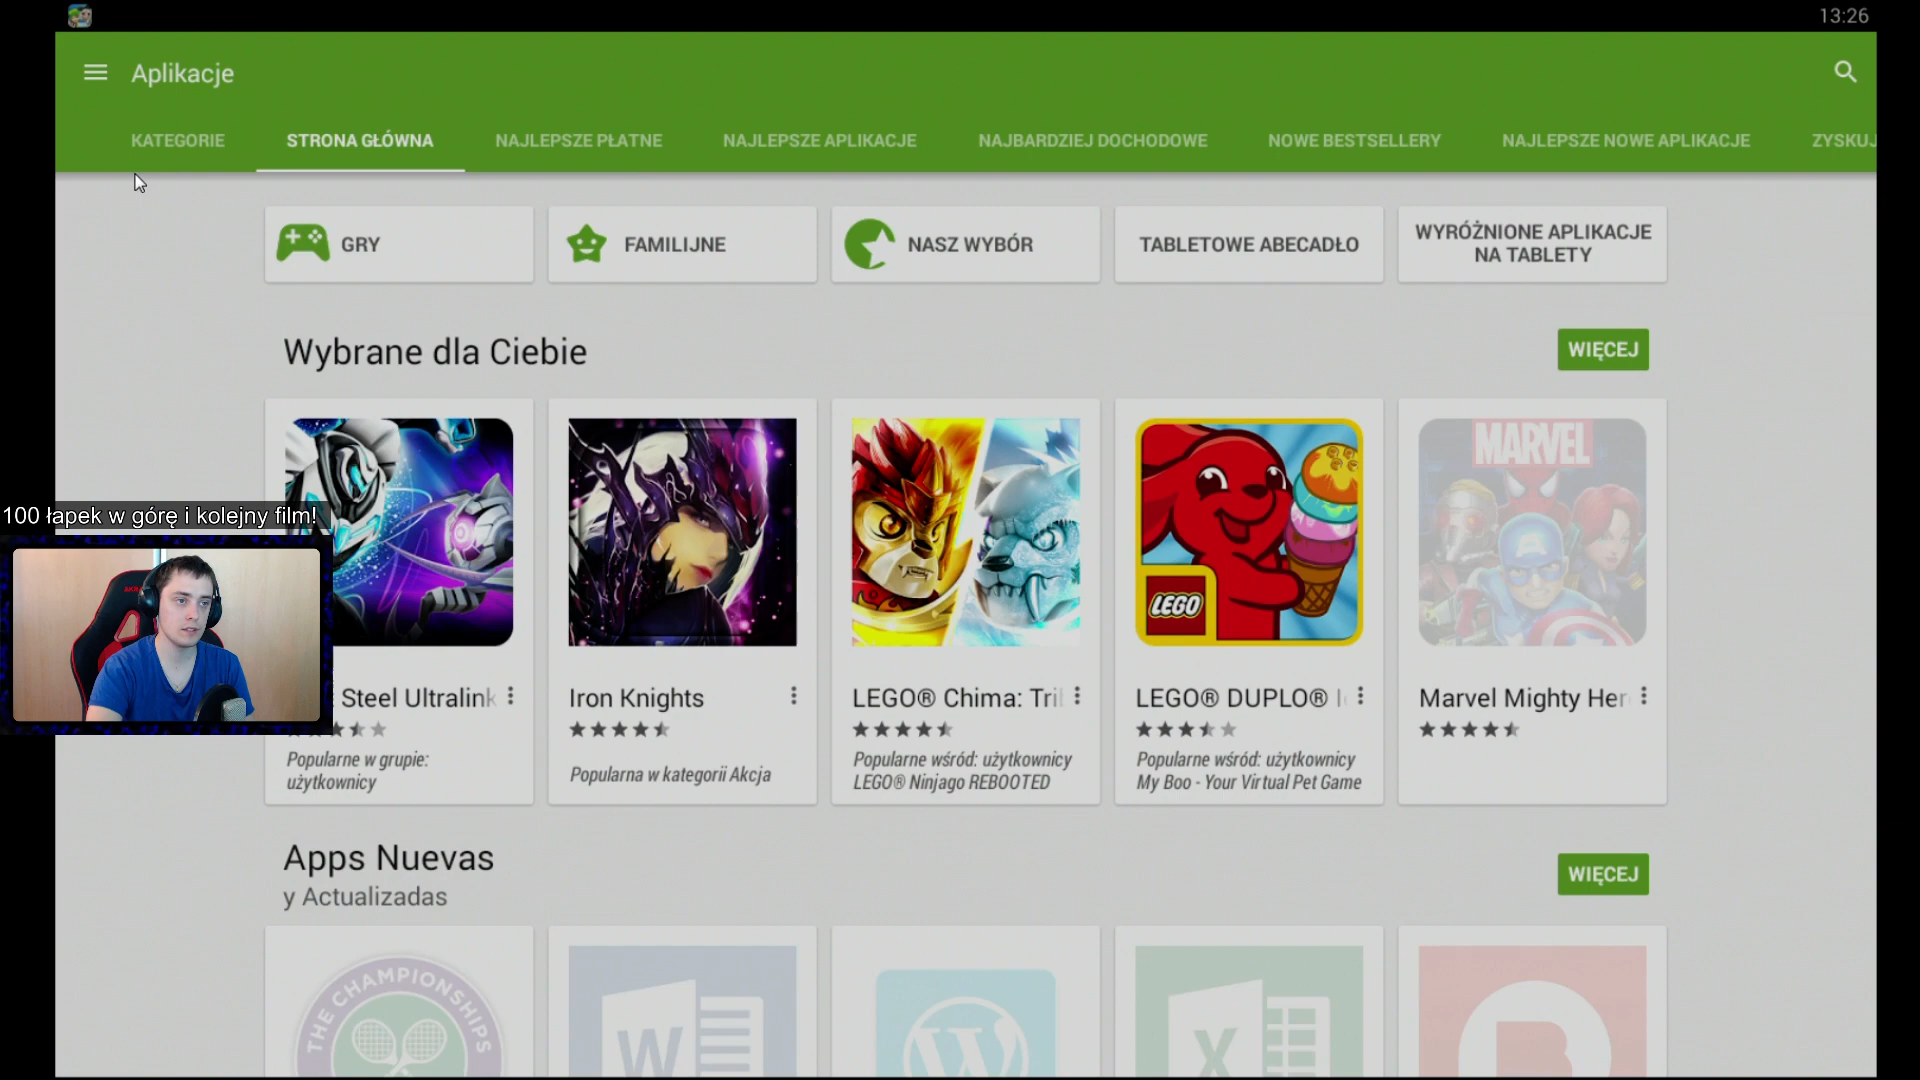 13:26
Aplikacje
KATEGORIE
STRONA GŁÓWNA
NAJLEPSZE PŁATNE
NAJLEPSZE APLIKACJE
NAJBARDZIEJ DOCHODOWE
NOWE BESTSELLERY
NAJLEPSZE NOWE APLIKACJE
ZYSKUJ
GRY
FAMILIJNE
NASZ WYBÓR
TABLETOWE ABECADŁO
WYRÓŻNIONE APLIKACJE
NA TABLETY
Wybrane dla Ciebie
WIĘCEJ
LEGO
MARVEL
100 łapek w górę i kolejny film!
Steel Ultralink
Iron Knights
LEGO® Chima: Tri
LEGO® DUPLO®
Marvel Mighty Her
Popularne w grupie:
użytkownicy
Popularna w kategorii Akcja
Popularne wśród: użytkownicy
LEGO® Ninjago REBOOTED
Popularne wśród: użytkownicy
My Boo - Your Virtual Pet Game
Apps Nuevas
y Actualizadas
WIĘCEJ
THE CHAMPIONSHIPS
W
W
X
B